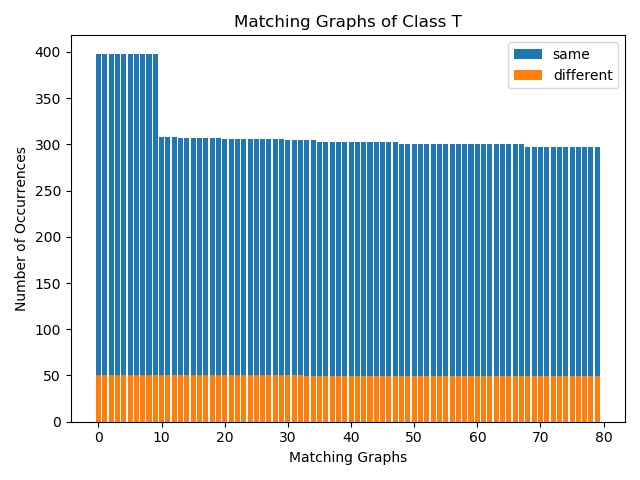 Matching Graphs of Class T
same
different
Number of Occurrences
400
350
300
250
200
150
100
50
0
0 10 20 30 40 50 60 70 80
Matching Graphs